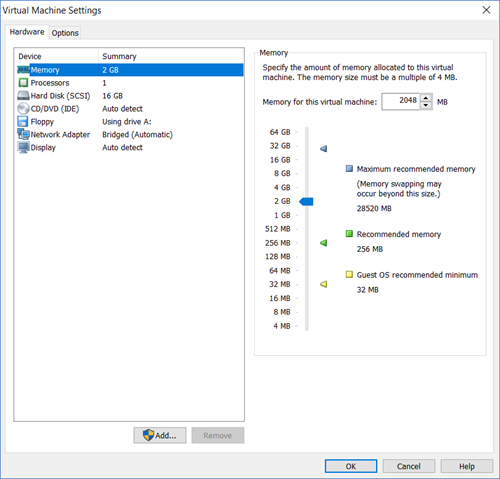 Virtual Machine Settings
Hardware Options
Device Summary
Memory 2 GB
Processors 1
Hard Disk (SCSI) 16 GB
CD/DVD (IDE) Auto detect
Floppy Using drive A:
Network Adapter Bridged (Automatic)
Display Auto detect
Add... Remove
Memory
Specify the amount of memory allocated to this virtual
machine. The memory size must be a multiple of 4 MB.
Memory for this virtual machine: 2048 MB
64 GB
32 GB
16 GB
8 GB
4 GB
2 GB
1 GB
512 MB
256 MB
128 MB
64 MB
32 MB
16 MB
8 MB
4 MB
Maximum recommended memory
(Memory swapping may
occur beyond this size.)
28520 MB
Recommended memory
256 MB
Guest OS recommended minimum
32 MB
OK Cancel Help